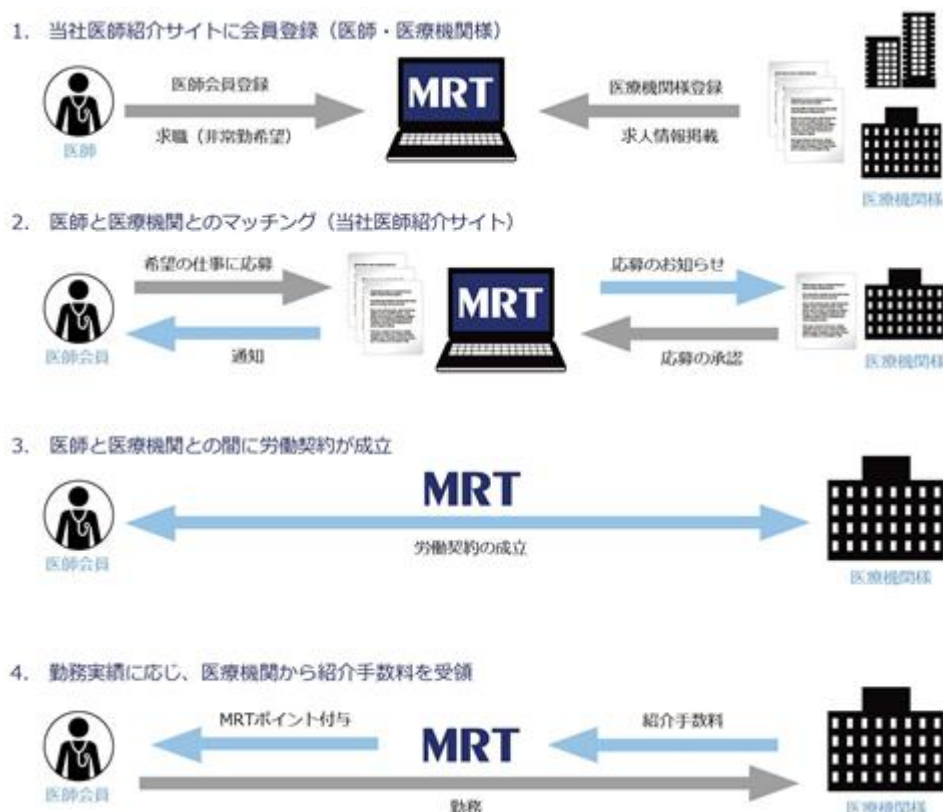 1. 当社医師紹介サイトに会員登録（医師・医療機関様）
医師会員登録
求職（非常勤希望）
MRT
医療機関様登録
求人情報掲載
医師
医療機関様
2. 医師と医療機関とのマッチング（当社医師紹介サイト）
希望の仕事に応募
通知
MRT
応募のお知らせ
応募の承認
医師会員
医療機関様
3. 医師と医療機関との間に労働契約が成立
MRT
労働契約の成立
医師会員
医療機関様
4. 勤務実績に応じ、医療機関から紹介手数料を受領
MRTポイント付与
MRT
紹介手数料
医師会員
勤務
医療機関様